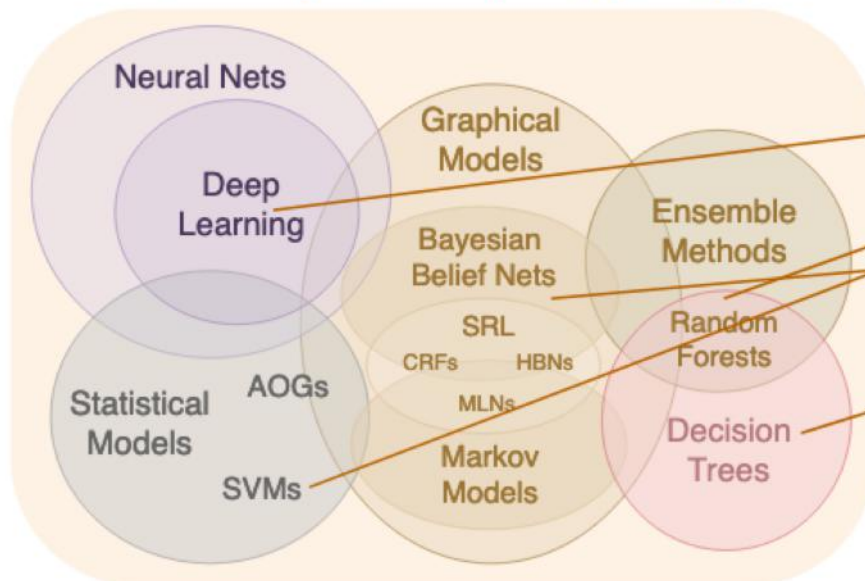 Neural Nets
Deep
Learning
Graphical
Models
Ensemble
Methods
Bayesian
Belief Nets
SRL
CRFs HBNs
MLNs
Random
Forests
AOGs
Statistical
Models
SVMs
Markov
Models
Decision
Trees